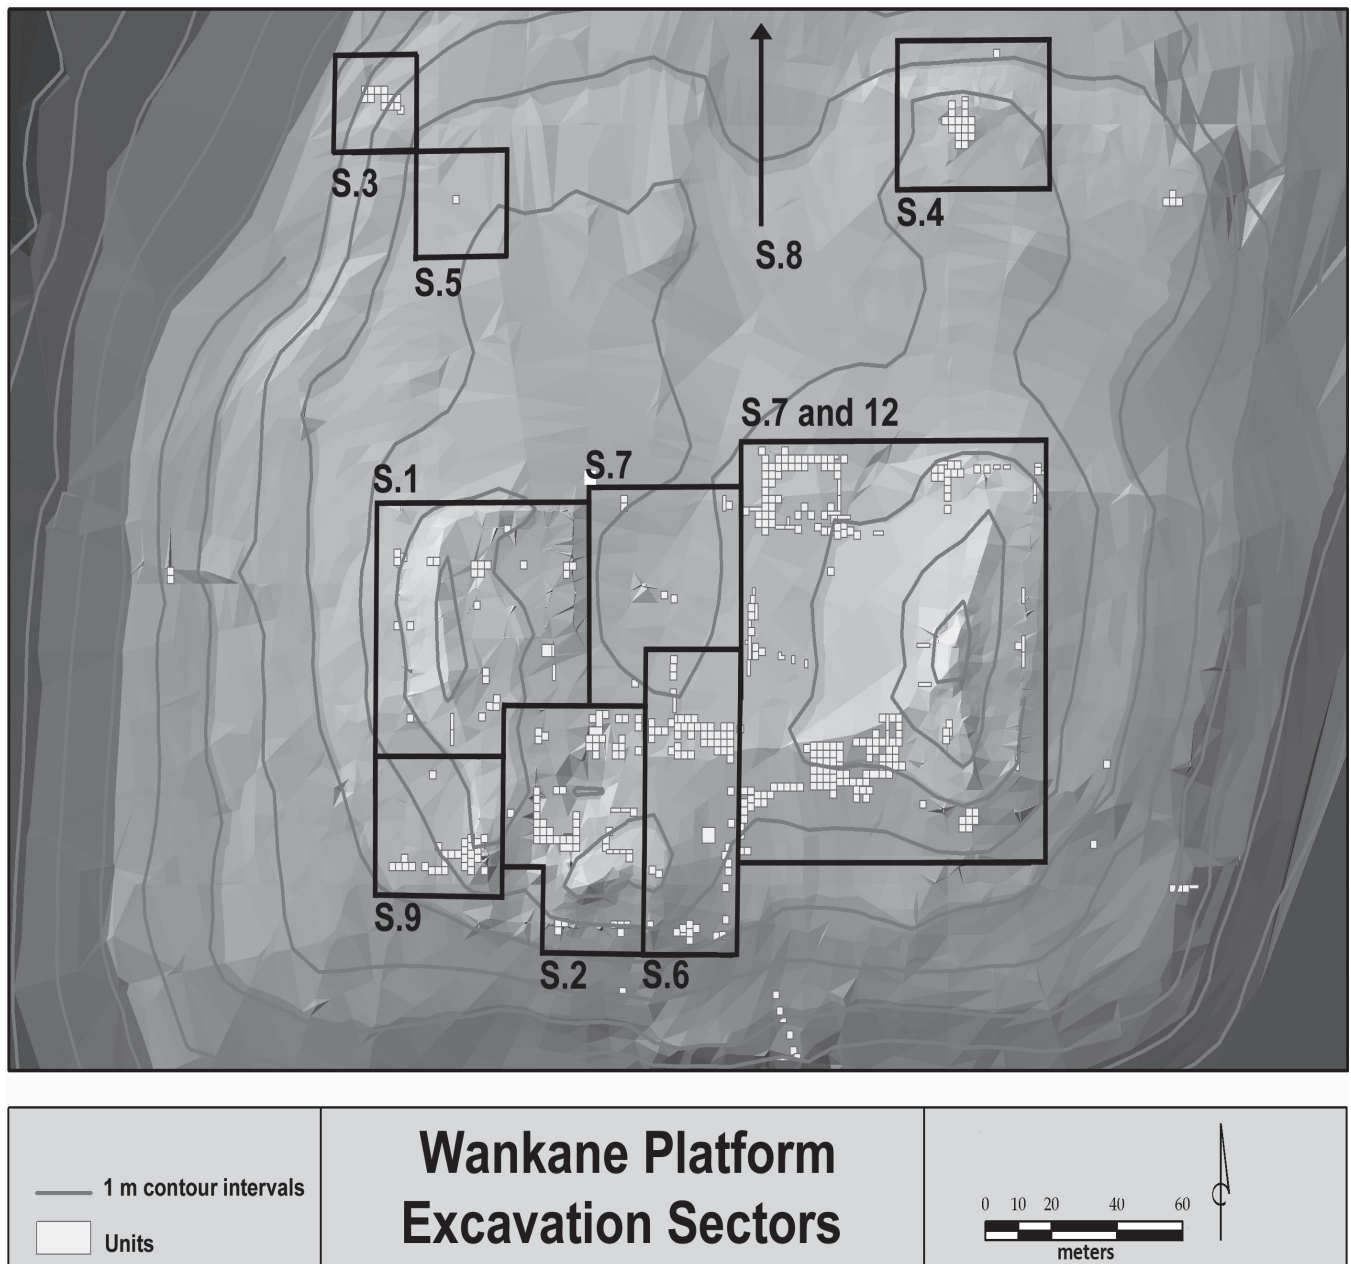 S.3
S.4
S.8
S.5
S.7 and 12
S.7
S.1
S.9
S.2
S.6
1 m contour intervals
Units
Wankane Platform
Excavation Sectors
0 10 20 40 60
meters